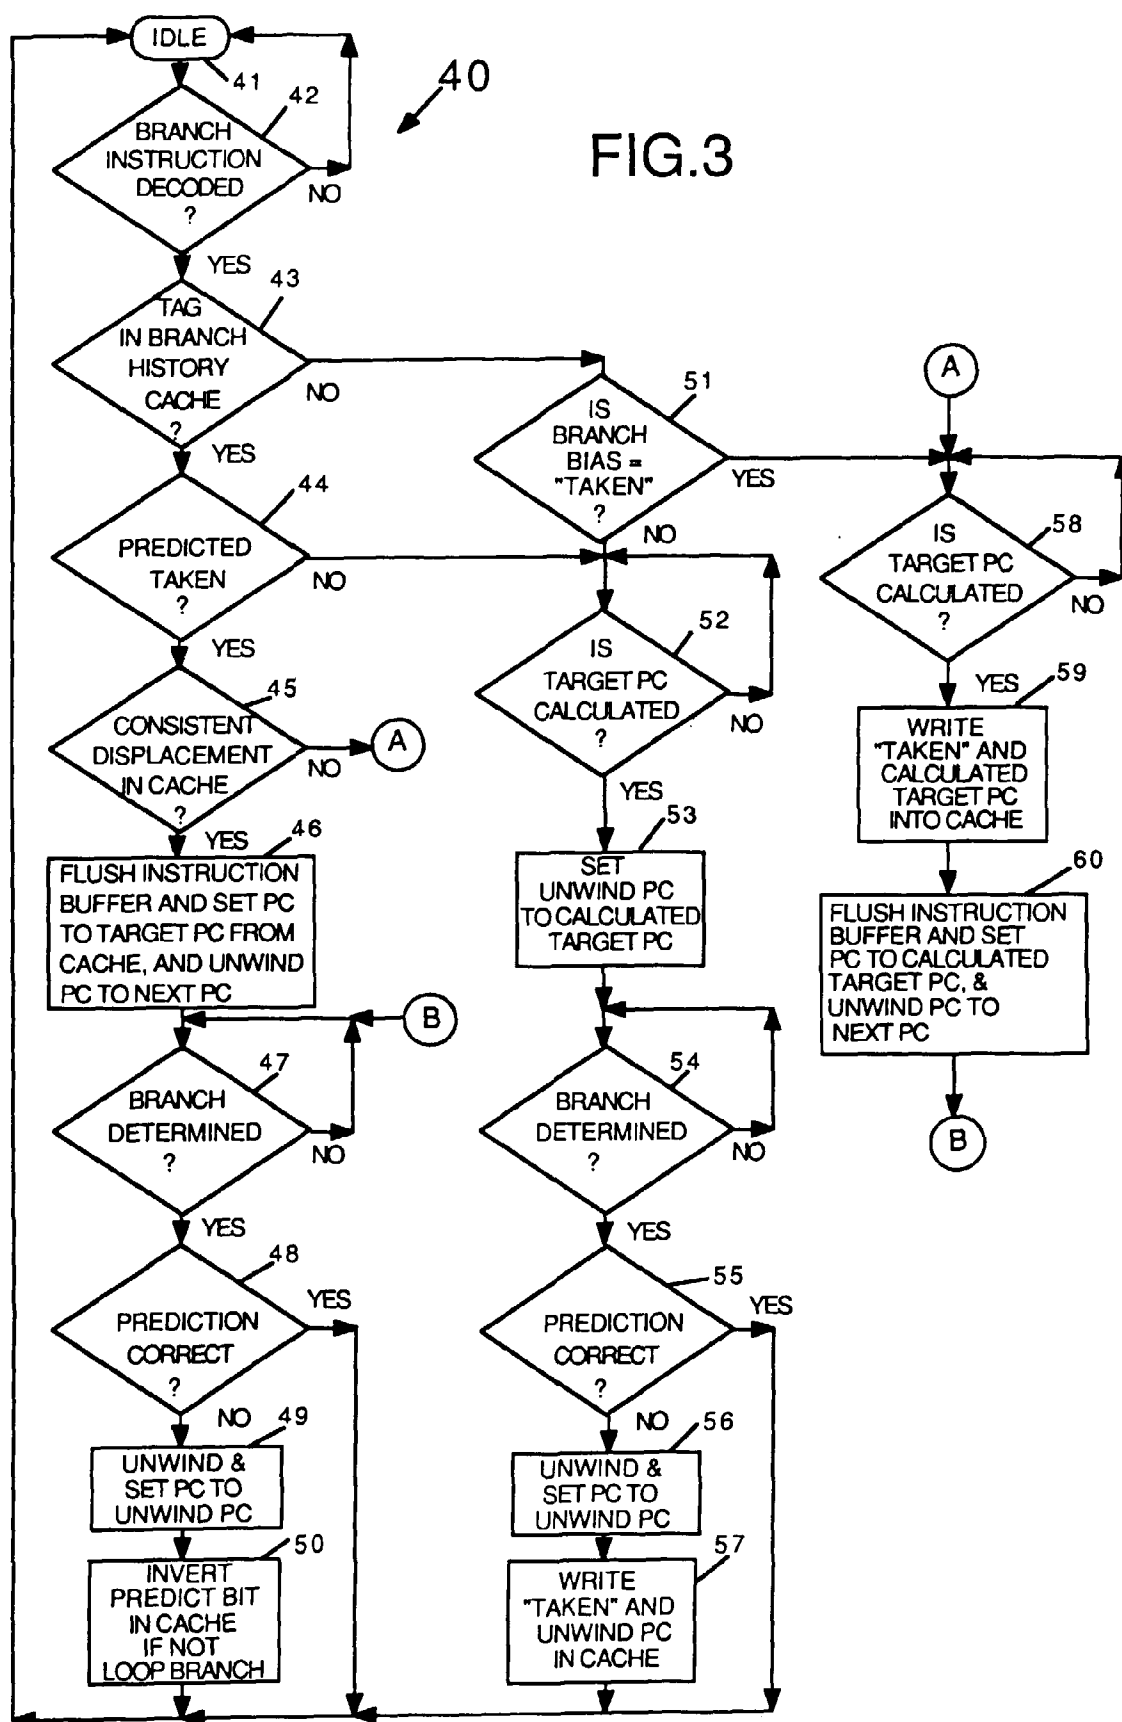 IDLE
41
40
42
BRANCH
INSTRUCTION
DECODED
?
NO
FIG.3
YES
43
TAG
IN BRANCH
HISTORY
CACHE
?
NO
YES
51
IS
BRANCH
BIAS =
"TAKEN"
?
YES
NO
A
44
PREDICTED
TAKEN
?
NO
YES
58
IS
TARGET PC
CALCULATED
?
NO
YES
52
IS
TARGET PC
CALCULATED
?
NO
YES
45
CONSISTENT
DISPLACEMENT
IN CACHE
?
NO
A
YES
59
WRITE
"TAKEN" AND
CALCULATED
TARGET PC
INTO CACHE
46
FLUSH INSTRUCTION
BUFFER AND SET PC
TO TARGET PC FROM
CACHE, AND UNWIND
PC TO NEXT PC
53
SET
UNWIND PC
TO CALCULATED
TARGET PC
60
FLUSH INSTRUCTION
BUFFER AND SET
PC TO CALCULATED
TARGET PC, &
UNWIND PC TO
NEXT PC
B
B
47
BRANCH
DETERMINED
?
NO
YES
54
BRANCH
DETERMINED
?
NO
YES
48
PREDICTION
CORRECT
?
YES
NO
55
PREDICTION
CORRECT
?
YES
NO
49
UNWIND &
SET PC TO
UNWIND PC
56
UNWIND &
SET PC TO
UNWIND PC
50
INVERT
PREDICT BIT
IN CACHE
IF NOT
LOOP BRANCH
57
WRITE
"TAKEN" AND
UNWIND PC
IN CACHE